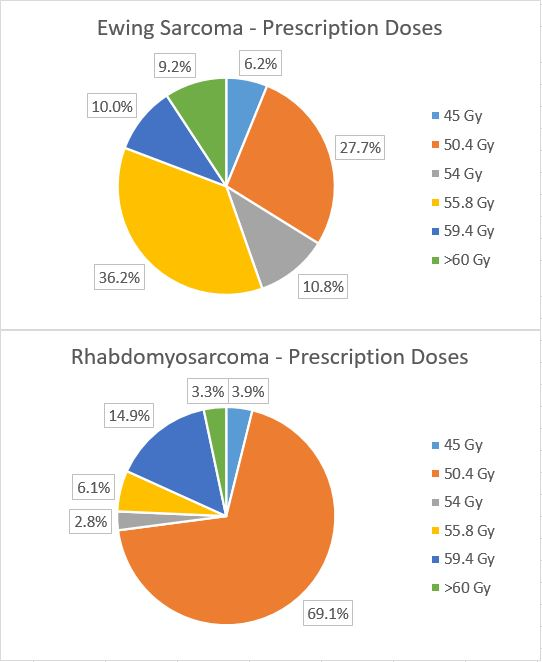 Ewing Sarcoma - Prescription Doses
9.2%
6.2%
10.0%
27.7%
36.2%
10.8%
45 Gy
50.4 Gy
54 Gy
55.8 Gy
59.4 Gy
>60 Gy
Rhabdomyosarcoma - Prescription Doses
3.3%
3.9%
14.9%
6.1%
2.8%
69.1%
45 Gy
50.4 Gy
54 Gy
55.8 Gy
59.4 Gy
>60 Gy